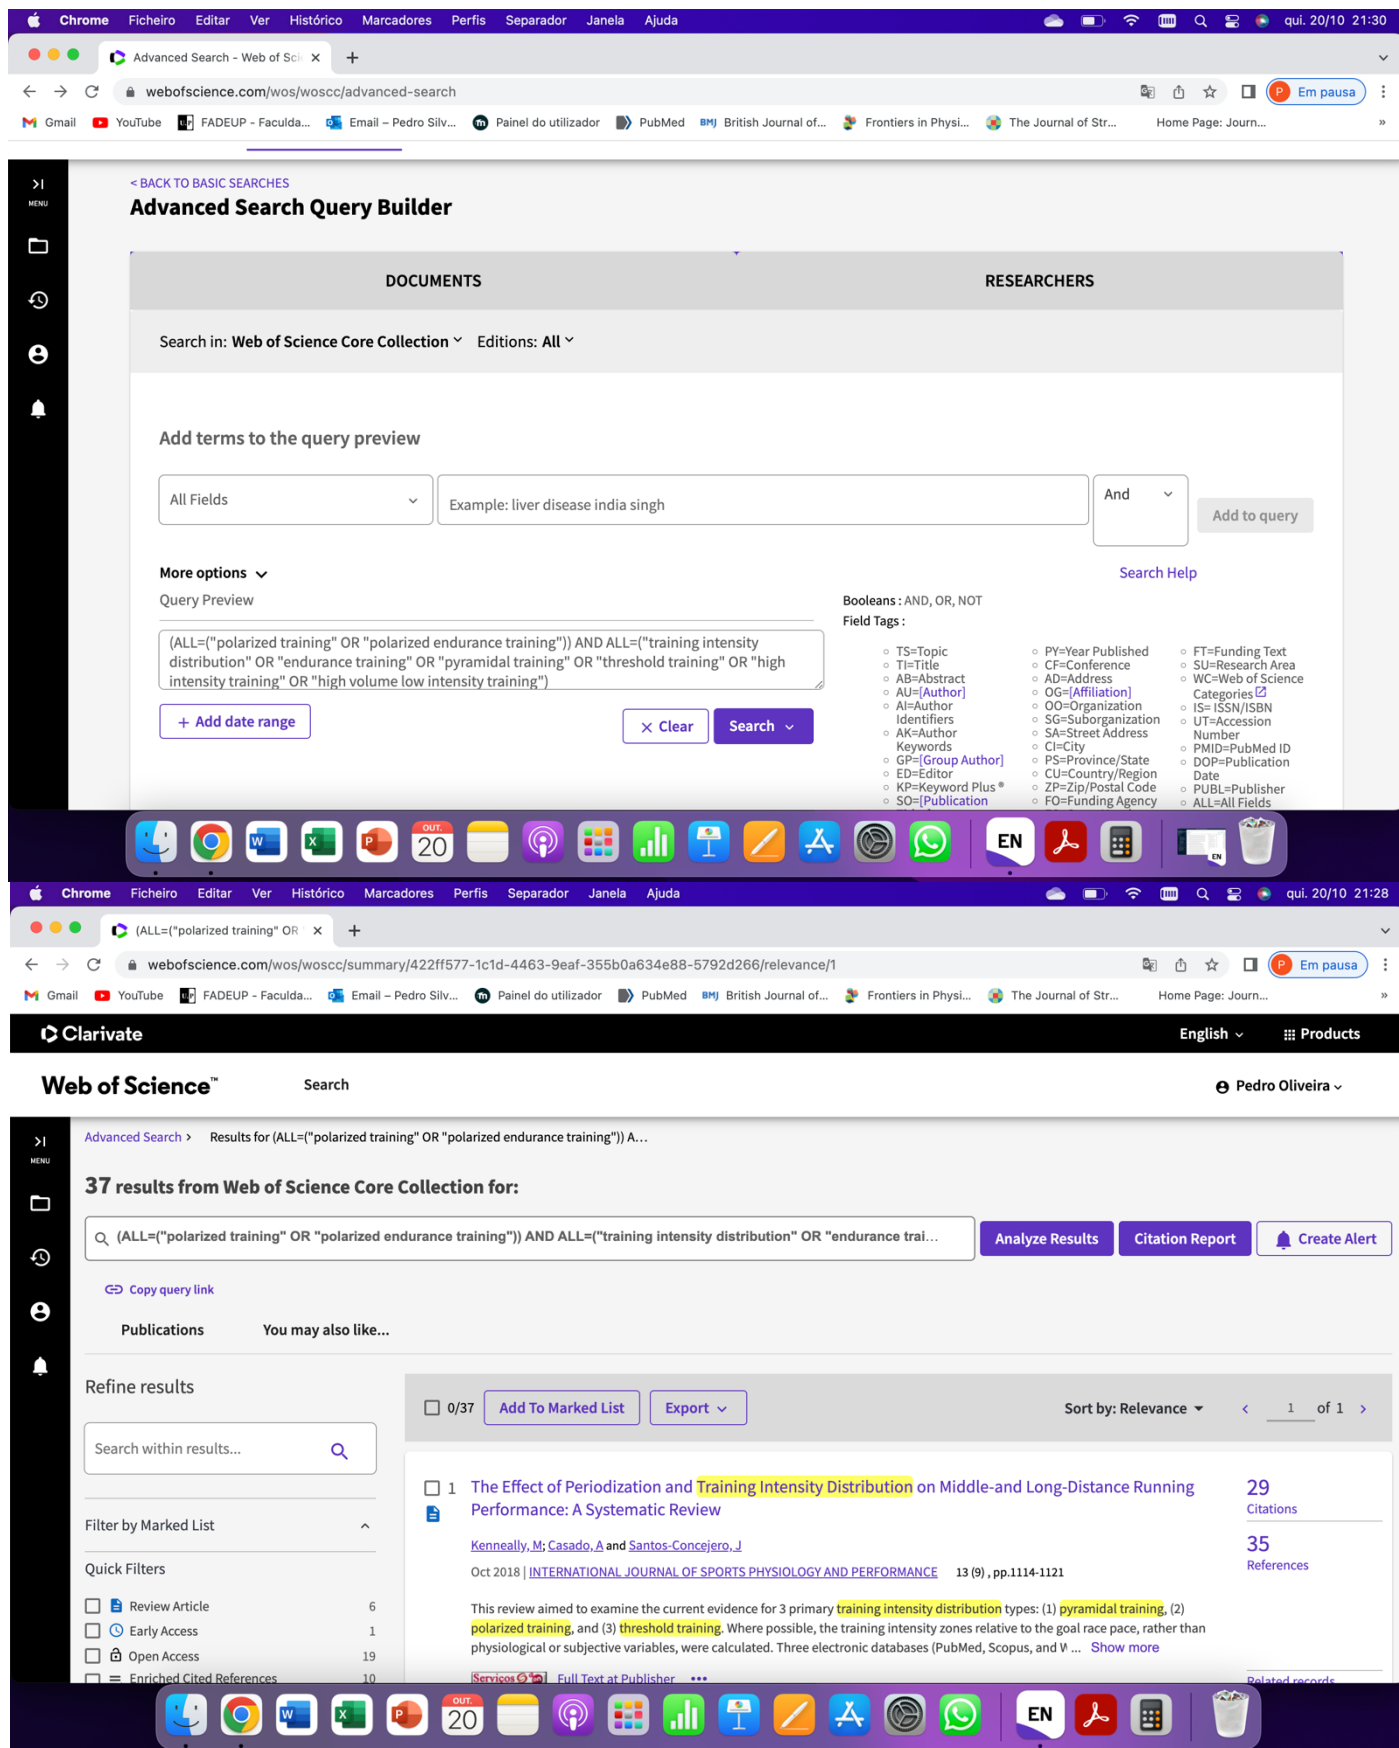 Chrome Ficheiro Editar Ver Histórico Marcadores Perfis Separador Janela Ajuda qui. 20/10 21:30
Advanced Search - Web of Sci
webofscience.com/wos/woscc/advanced-search Em pausa
Gmail YouTube FADEUP - Faculda... Email – Pedro Silv... Painel do utilizador PubMed BMJ British Journal of... Frontiers in Physi... The Journal of Str... Home Page: Journ... »
MENU
< BACK TO BASIC SEARCHES
Advanced Search Query Builder
DOCUMENTS RESEARCHERS
Search in: Web of Science Core Collection Editions: All
Add terms to the query preview
All Fields Example: liver disease india singh And Add to query
More options Search Help
Query Preview
(ALL=("polarized training" OR "polarized endurance training")) AND ALL=("training intensity
distribution" OR "endurance training" OR "pyramidal training" OR "threshold training" OR "high
intensity training" OR "high volume low intensity training")
+ Add date range × Clear Search
Booleans : AND, OR, NOT
Field Tags :
TS=Topic
TI=Title
AB=Abstract
AU=[Author]
AI=Author
Identifiers
AK=Author
Keywords
GP=[Group Author]
ED=Editor
KP=Keyword Plus ®
SO=[Publication
PY=Year Published
CF=Conference
AD=Address
OG=[Affiliation]
OO=Organization
SG=Suborganization
SA=Street Address
CI=City
PS=Province/State
CU=Country/Region
ZP=Zip/Postal Code
FO=Funding Agency
FT=Funding Text
SU=Research Area
WC=Web of Science
Categories
IS= ISSN/ISBN
UT=Accession
Number
PMID=PubMed ID
DOP=Publication
Date
PUBL=Publisher
ALL=All Fields
W X P OUT. 20 EN EN
Chrome Ficheiro Editar Ver Histórico Marcadores Perfis Separador Janela Ajuda qui. 20/10 21:28
(ALL=("polarized training" OR
webofscience.com/wos/woscc/summary/422ff577-1c1d-4463-9eaf-355b0a634e88-5792d266/relevance/1 Em pausa
Gmail YouTube FADEUP - Faculda... Email – Pedro Silv... Painel do utilizador PubMed BMJ British Journal of... Frontiers in Physi... The Journal of Str... Home Page: Journ... »
Clarivate English Products
Web of Science™ Search Pedro Oliveira
MENU
Advanced Search > Results for (ALL=("polarized training" OR "polarized endurance training")) A...
37 results from Web of Science Core Collection for:
(ALL=("polarized training" OR "polarized endurance training")) AND ALL=("training intensity distribution" OR "endurance trai... Analyze Results Citation Report Create Alert
Copy query link
Publications You may also like...
Refine results
0/37 Add To Marked List Export Sort by: Relevance < 1 of 1 >
Search within results...
Filter by Marked List
Quick Filters
Review Article 6
Early Access 1
Open Access 19
Enriched Cited References 10
1 The Effect of Periodization and Training Intensity Distribution on Middle-and Long-Distance Running
Performance: A Systematic Review
Kenneally, M; Casado, A and Santos-Concejero, J
Oct 2018 | INTERNATIONAL JOURNAL OF SPORTS PHYSIOLOGY AND PERFORMANCE 13 (9) , pp.1114-1121
This review aimed to examine the current evidence for 3 primary training intensity distribution types: (1) pyramidal training, (2)
polarized training, and (3) threshold training. Where possible, the training intensity zones relative to the goal race pace, rather than
physiological or subjective variables, were calculated. Three electronic databases (PubMed, Scopus, and W ... Show more
Serviços Full Text at Publisher •••
29
Citations
35
References
Related records
W X P OUT. 20 EN